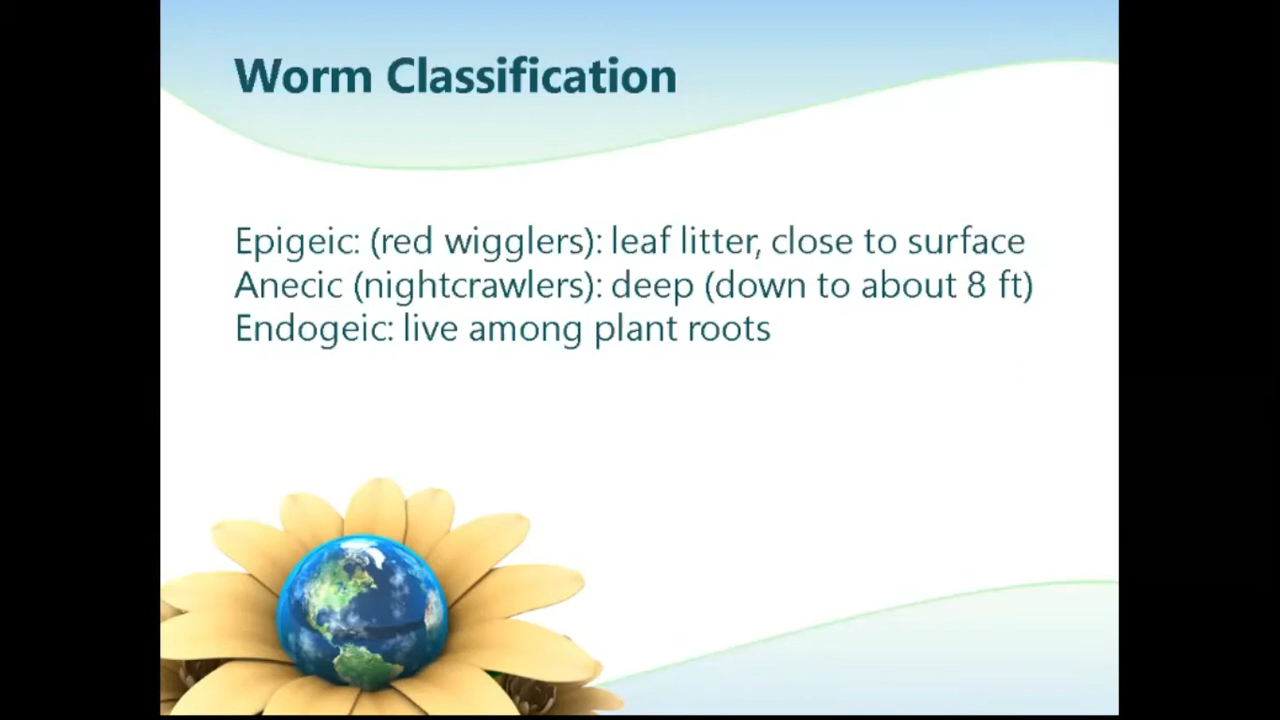 Worm Classification
Epigeic: (red wigglers): leaf litter, close to surface
Anecic (nightcrawlers): deep (down to about 8 ft)
Endogeic: live among plant roots